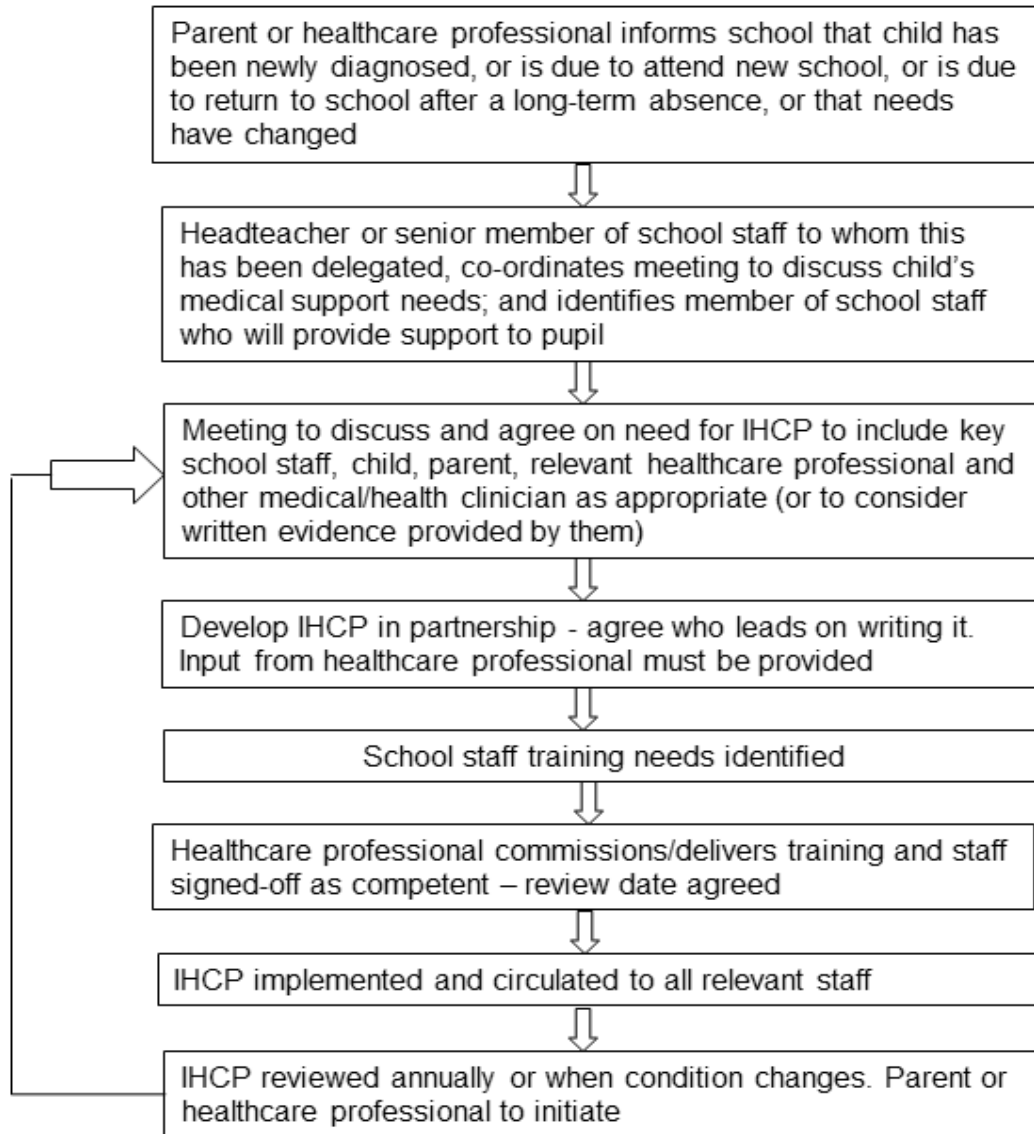 Parent or healthcare professional informs school that child has
been newly diagnosed, or is due to attend new school, or is due
to return to school after a long-term absence, or that needs
have changed
Headteacher or senior member of school staff to whom this
has been delegated, co-ordinates meeting to discuss child's
medical support needs; and identifies member of school staff
who will provide support to pupil
Meeting to discuss and agree on need for IHCP to include key
school staff, child, parent, relevant healthcare professional and
other medical/health clinician as appropriate (or to consider
written evidence provided by them)
Develop IHCP in partnership - agree who leads on writing it.
Input from healthcare professional must be provided
School staff training needs identified
Healthcare professional commissions/delivers training and staff
signed-off as competent – review date agreed
IHCP implemented and circulated to all relevant staff
IHCP reviewed annually or when condition changes. Parent or
healthcare professional to initiate